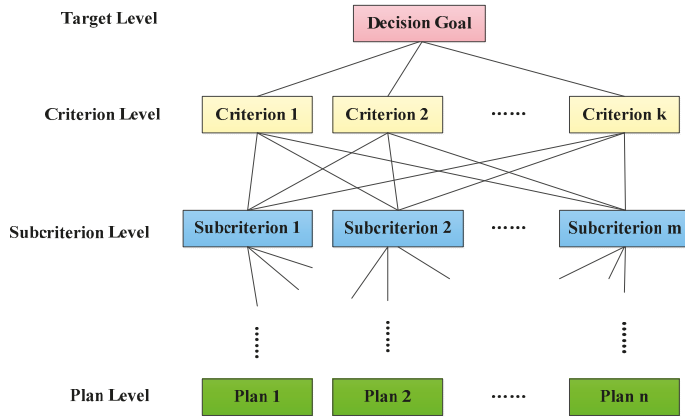 Target Level
Decision Goal
Criterion Level
Criterion 1
Criterion 2
······
Criterion k
Subcriterion Level
Subcriterion 1
Subcriterion 2
······
Subcriterion m
······
······
······
Plan Level
Plan 1
Plan 2
······
Plan n